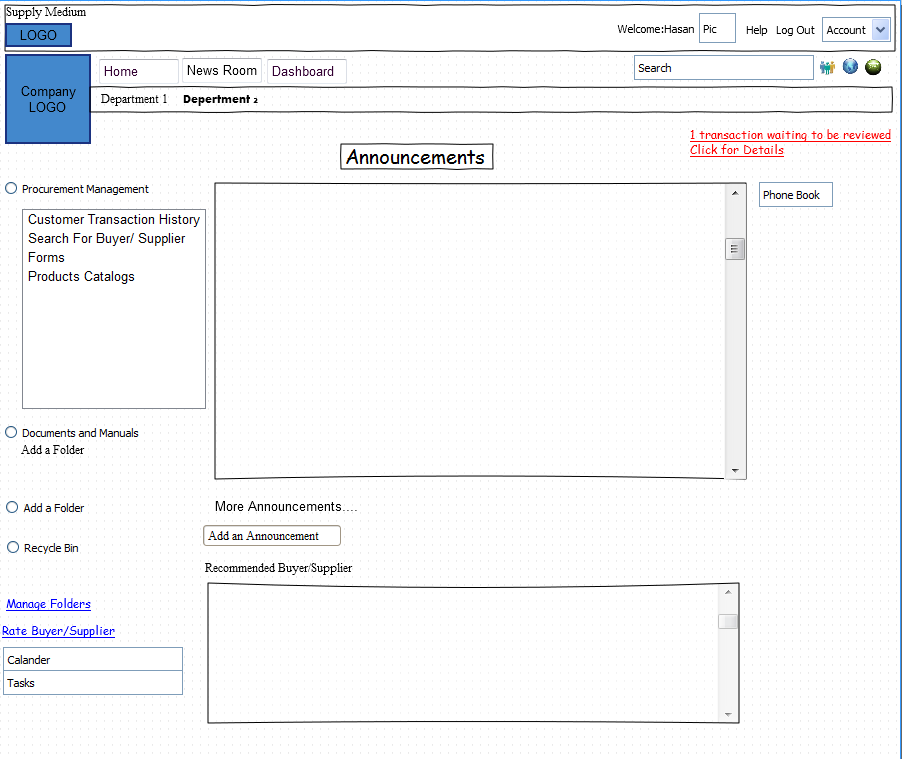 Supply Medium
LOGO
Welcome:Hasan
Pic
Help
Log Out
Account
Company
LOGO
Home
News Room
Dashboard
Search
Department 1
Depertment 2
1 transaction waiting to be reviewed
Click for Details
Announcements
Procurement Management
Phone Book
Customer Transaction History
Search For Buyer/ Supplier
Forms
Products Catalogs
Documents and Manuals
Add a Folder
Add a Folder
More Announcements....
Add an Announcement
Recycle Bin
Recommended Buyer/Supplier
Manage Folders
Rate Buyer/Supplier
Calander
Tasks